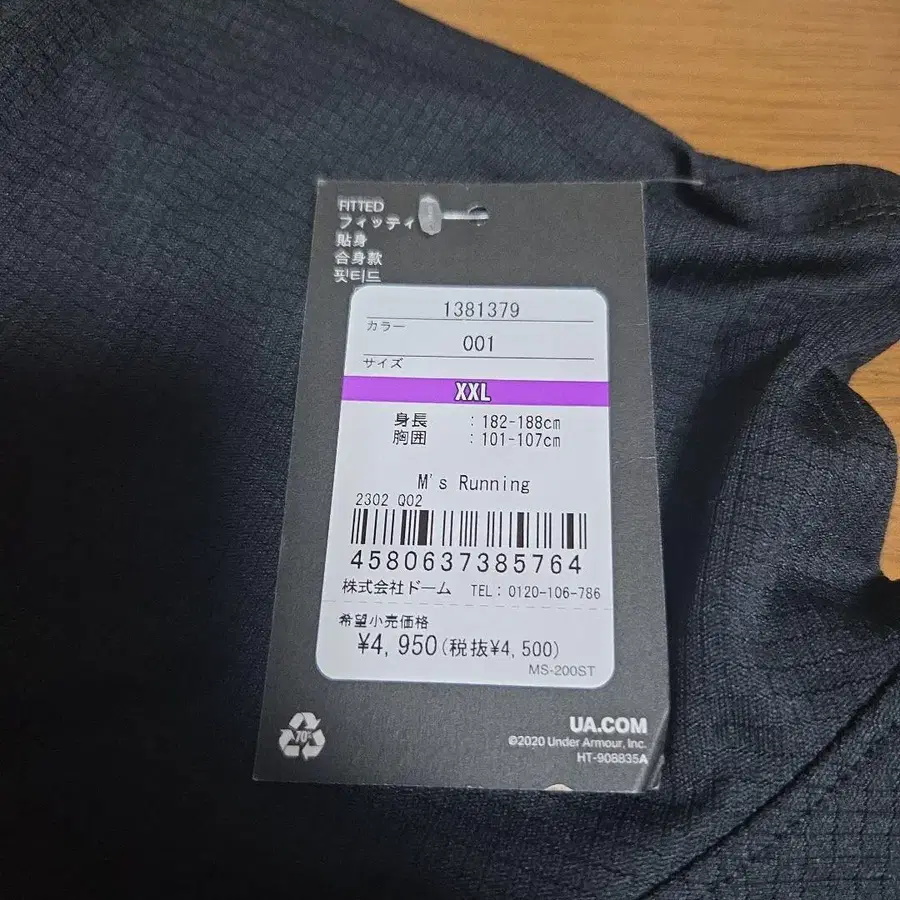 FITTED
フィッティ
貼身
合身款
핏티드
1381379
カラー
001
サイズ
XXL
身長 : 182-188cm
胸囲 : 101-107cm
M's Running
2302 Q02
4580637385764
株式会社ドーム TEL: 0120-106-786
希望小売価格
¥4,950(税抜¥4,500)
MS-200ST
70%
UA.COM
©2020 Under Armour, Inc.
HT-908835A